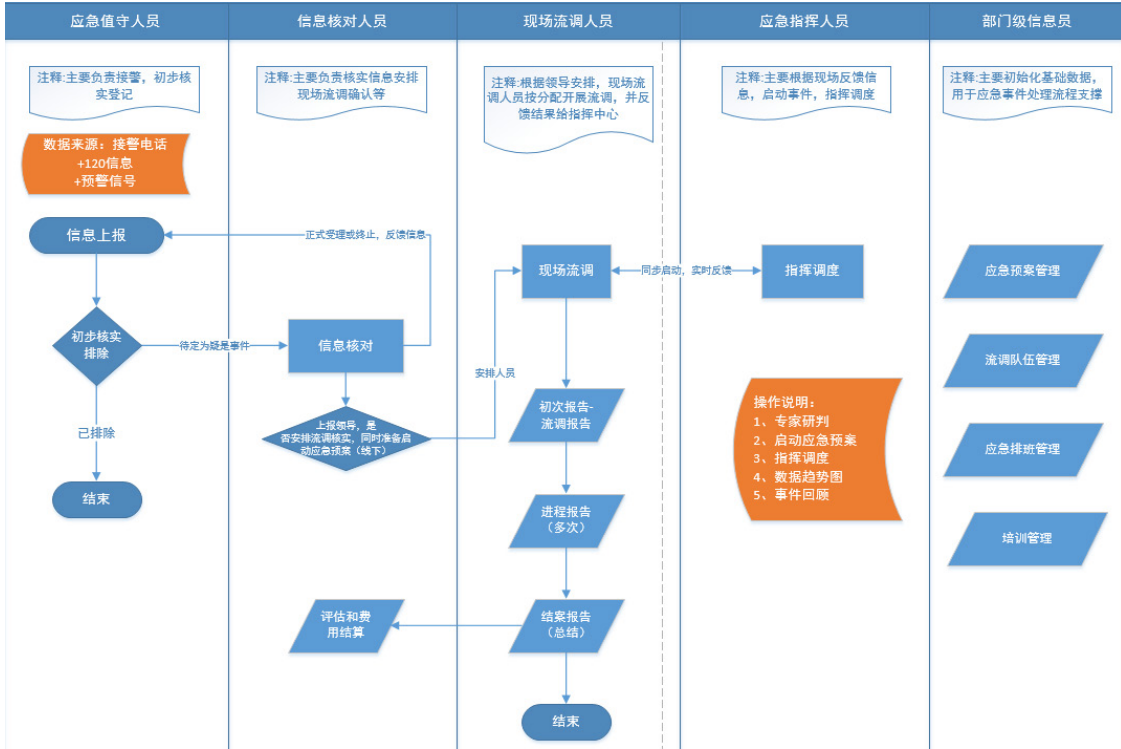 应急值守人员
信息核对人员
现场流调人员
应急指挥人员
部门级信息员
注释:主要负责接警，初步核
实登记
注释:主要负责核实信息安排
现场流调确认等
注释:根据领导安排，现场流
调人员按分配开展流调，并反
馈结果给指挥中心
注释:主要根据现场反馈信
息，启动事件，指挥调度
注释:主要初始化基础数据，
用于应急事件处理流程支撑
数据来源：接警电话
+120信息
+预警信号
信息上报
正式受理或终止，反馈信息
现场流调
同步启动，实时反馈
指挥调度
应急预案管理
初步核实
排除
待定为疑是事件
信息核对
安排人员
流调队伍管理
已排除
上报领导，是
否安排流调核实，同时准备启
动应急预案（线下）
初次报告-
流调报告
操作说明：
1、专家研判
2、启动应急预案
3、指挥调度
4、数据趋势图
5、事件回顾
应急排班管理
结束
进程报告
（多次）
培训管理
评估和费
用结算
结案报告
（总结）
结束